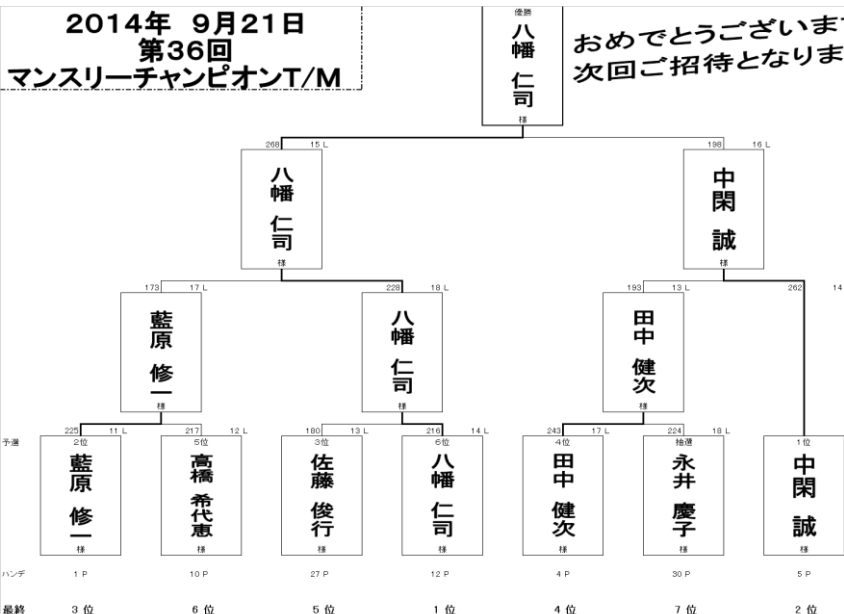 2014年 9月21日
第36回
マンスリーチャンピオンT/M
優勝
八幡 仁司
様
おめでとうございます
次回ご招待となりま
268 15 L
198 16 L
八幡 仁司
様
中閑 誠
様
173 17 L
228 18 L
193 13 L
262 14
藍原 修一
様
八幡 仁司
様
田中 健次
様
225 11 L
217 12 L
180 13 L
216 14 L
243 17 L
224 18 L
予選 2位 5位 3位 6位 4位 抽選 1位
藍原 修一
様
高橋 希代恵
様
佐藤 俊行
様
八幡 仁司
様
田中 健次
様
永井 慶子
様
中閑 誠
様
ハンデ 1 P 10 P 27 P 12 P 4 P 30 P 5 P
最終 3 位 6 位 5 位 1 位 4 位 7 位 2 位